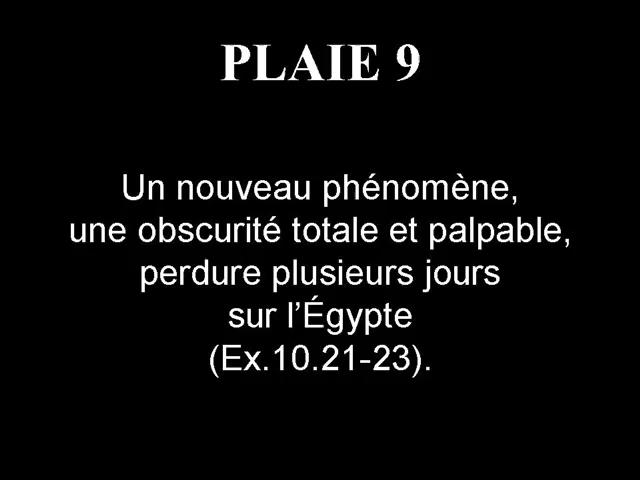 PLAIE 9
Un nouveau phénomène,
une obscurité totale et palpable,
perdure plusieurs jours
sur l’Égypte
(Ex.10.21-23).